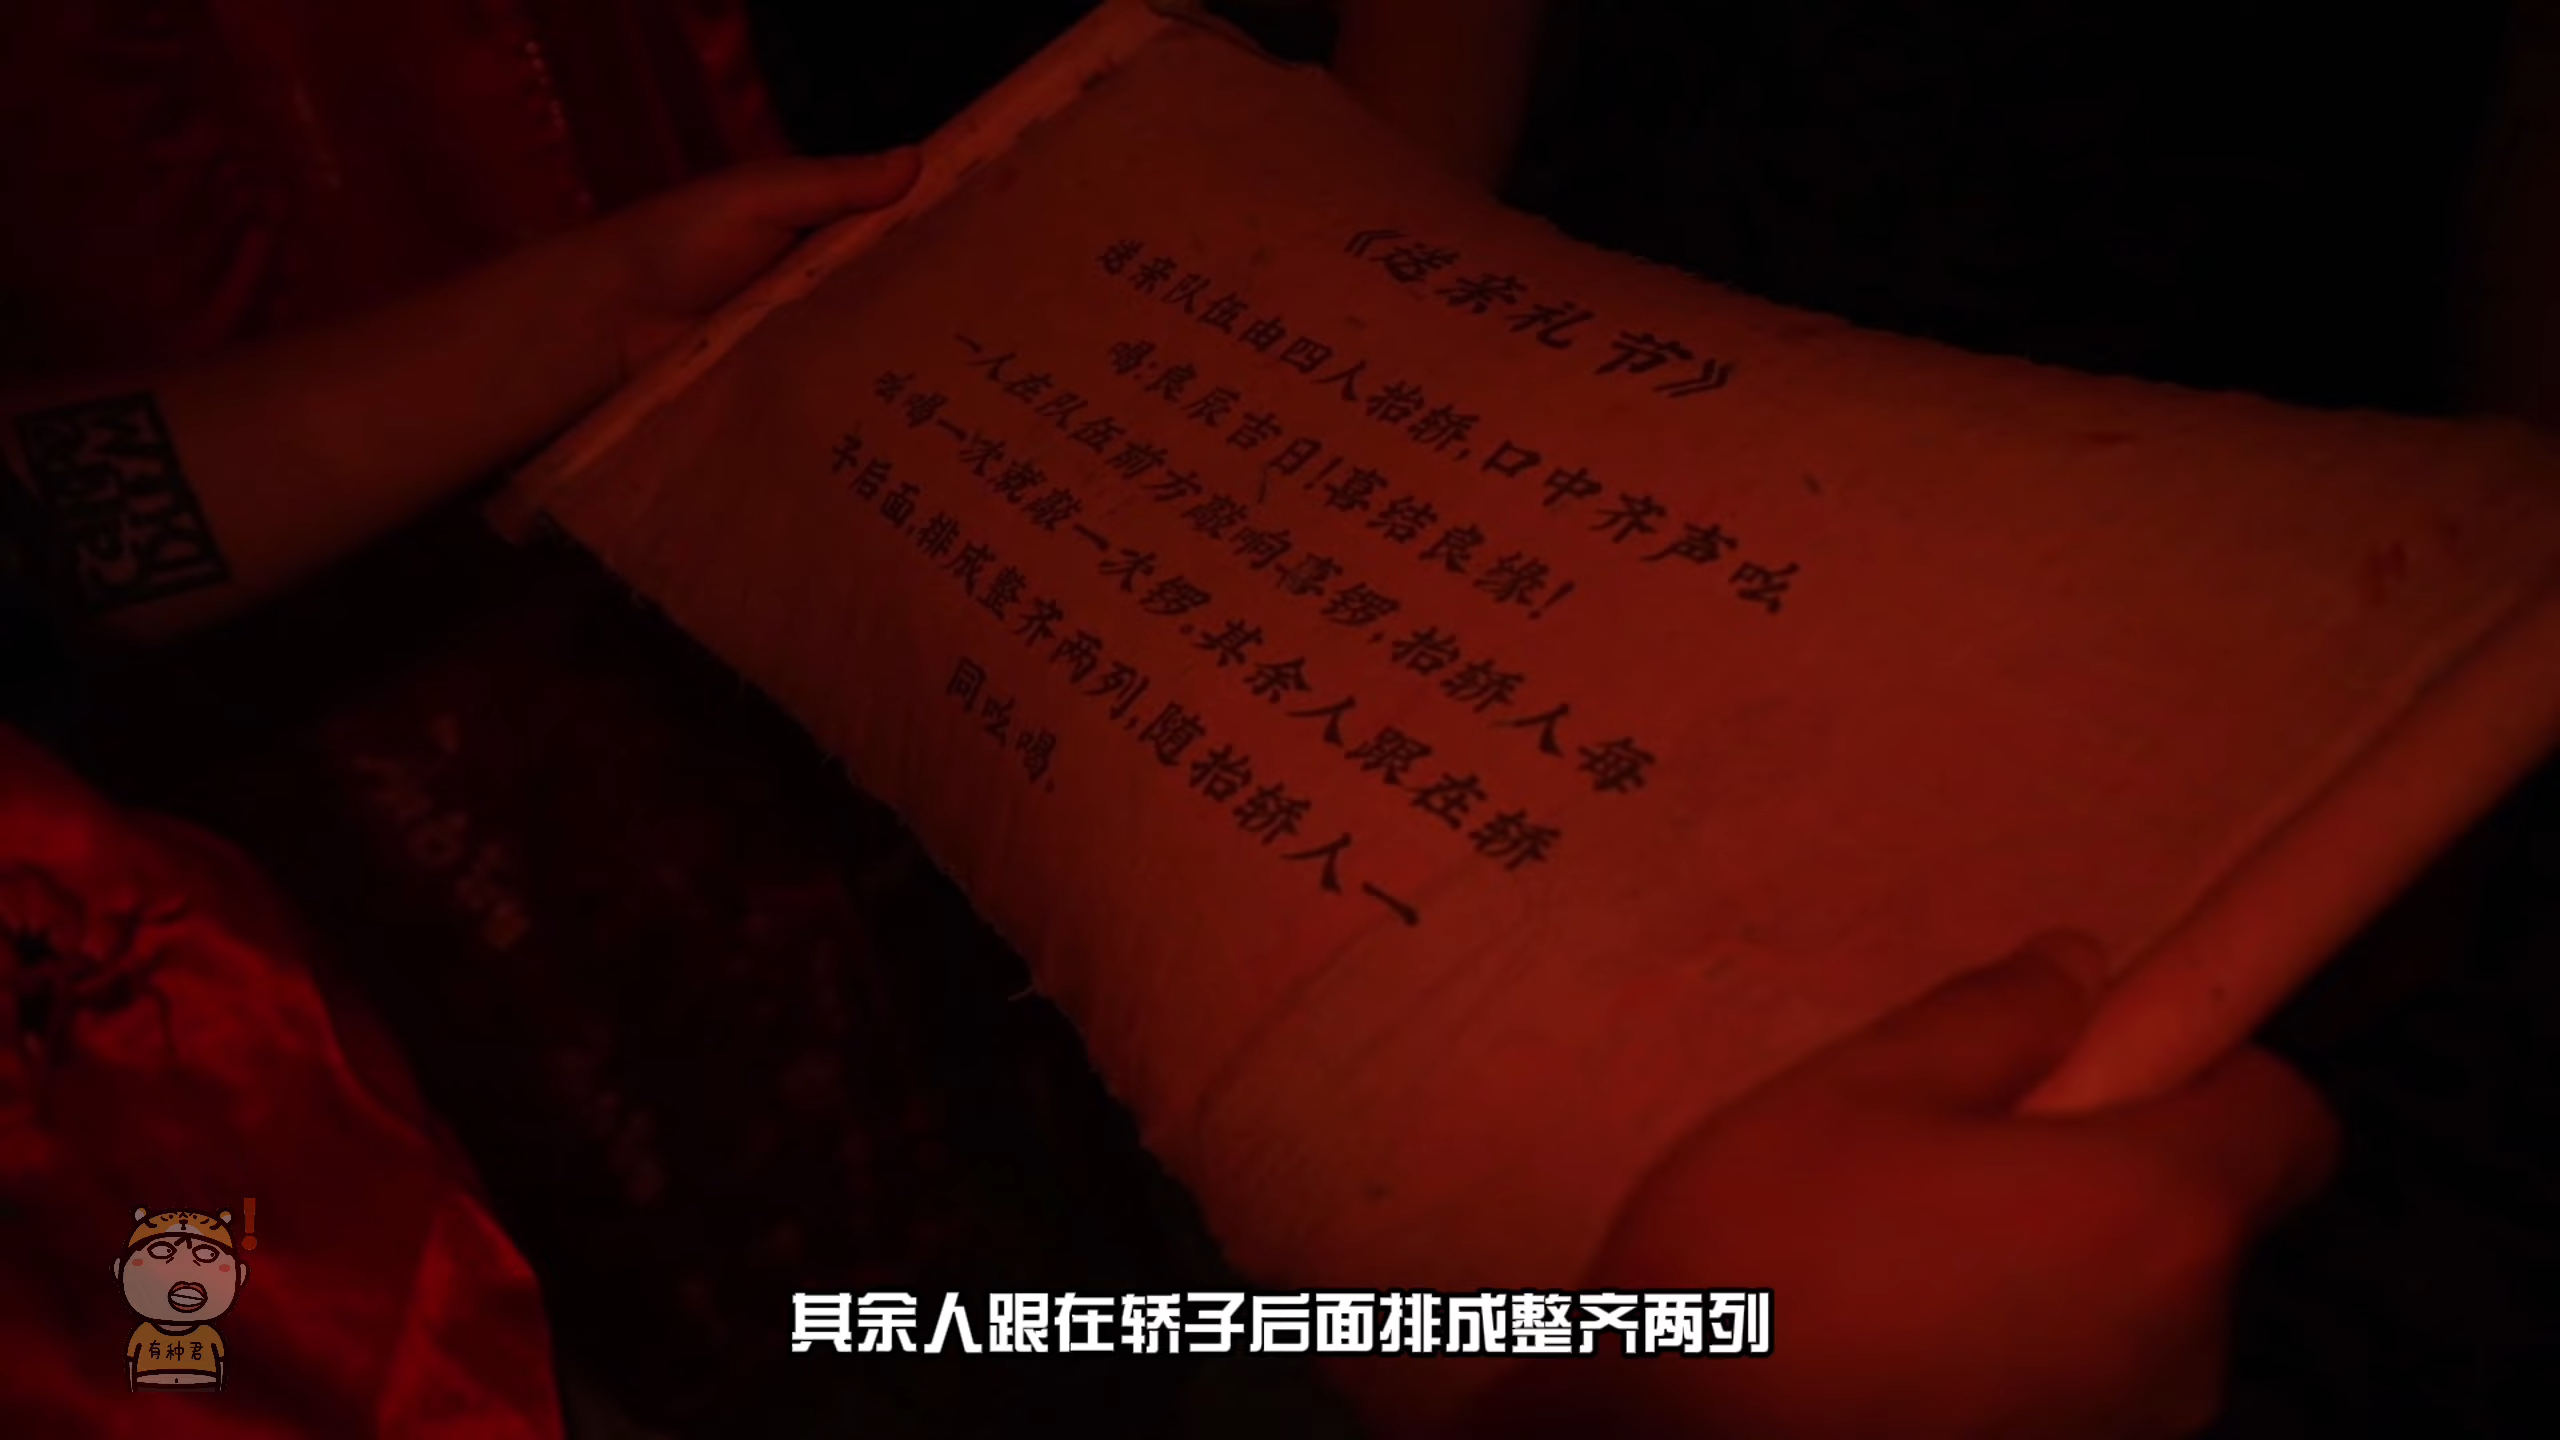 《送亲礼节》
送亲队伍由四人抬轿,口中齐声吆
喝:良辰吉日!喜结良缘!
一人在队伍前方敲响喜锣,抬轿人每
吆喝一次就敲一次锣.其余人跟在轿
子后面,排成整齐两列,随抬轿人一
同吆喝.
有种君
其余人跟在轿子后面排成整齐两列